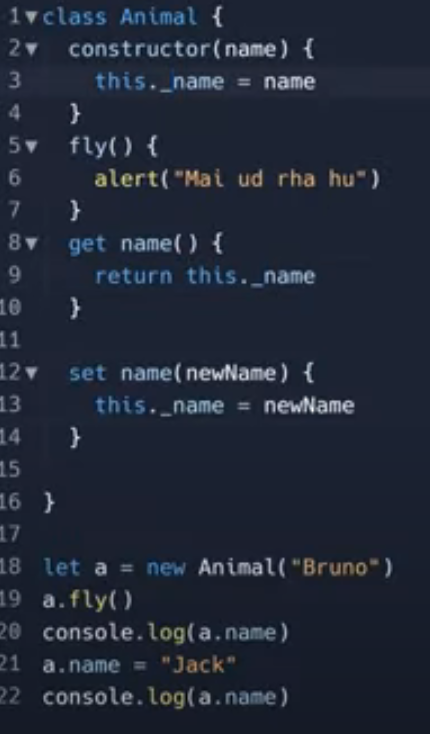 1▼class Animal {
2▼  constructor(name) {
3     this._name = name
4   }
5▼  fly() {
6     alert("Mai ud rha hu")
7   }
8▼  get name() {
9     return this._name
10   }
11
12▼  set name(newName) {
13     this._name = newName
14   }
15
16 }
17
18 let a = new Animal("Bruno")
19 a.fly()
20 console.log(a.name)
21 a.name = "Jack"
22 console.log(a.name)